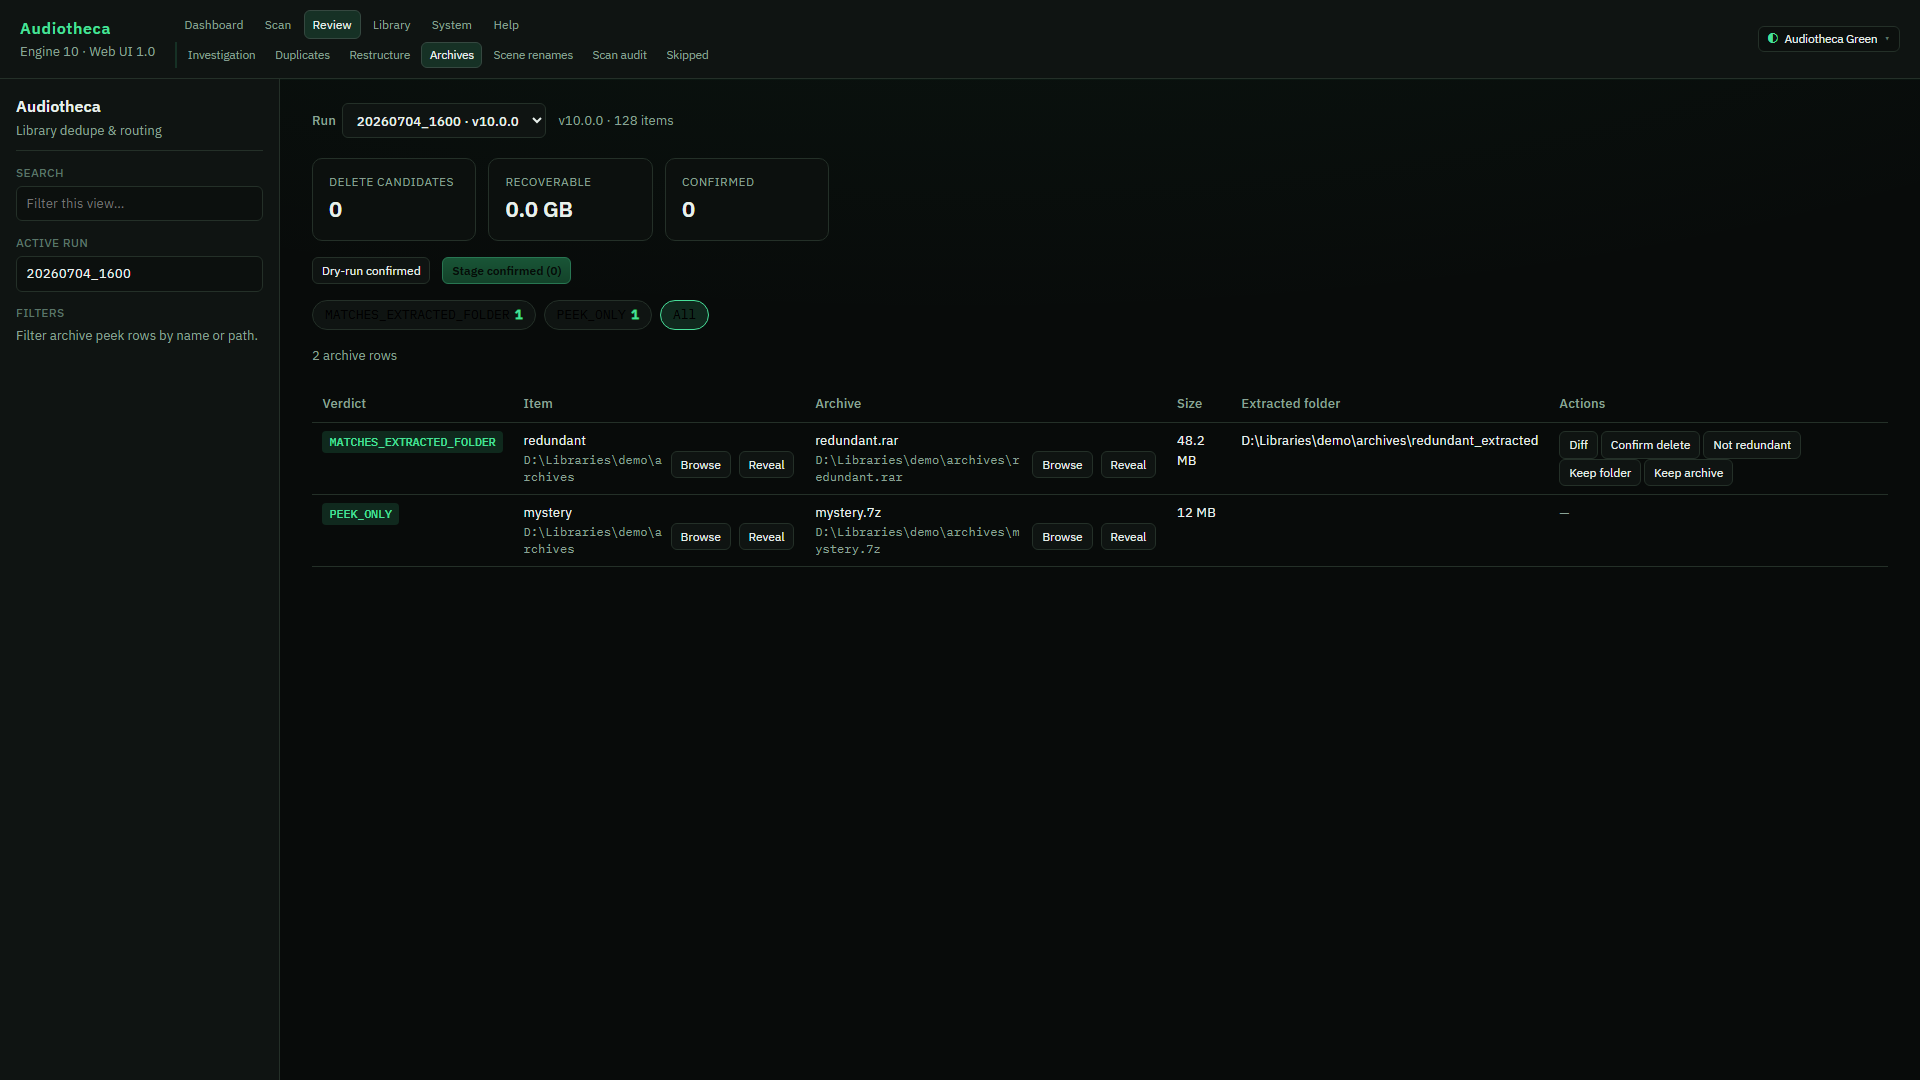 Audiotheca
Engine 10 · Web UI 1.0
Dashboard Scan Review Library System Help
Investigation Duplicates Restructure Archives Scene renames Scan audit Skipped
Audiotheca Green
Audiotheca
Library dedupe & routing
SEARCH
Filter this view...
ACTIVE RUN
20260704_1600
FILTERS
Filter archive peek rows by name or path.
Run 20260704_1600 · v10.0.0 v10.0.0 · 128 items
DELETE CANDIDATES
0
RECOVERABLE
0.0 GB
CONFIRMED
0
Dry-run confirmed Stage confirmed (0)
MATCHES_EXTRACTED_FOLDER 1 PEEK_ONLY 1 All
2 archive rows
Verdict Item Archive Size Extracted folder Actions
MATCHES_EXTRACTED_FOLDER
redundant
D:\Libraries\demo\a
rchives
Browse Reveal
redundant.rar
D:\Libraries\demo\archives\r
edundant.rar
Browse Reveal
48.2
MB
D:\Libraries\demo\archives\redundant_extracted
Diff Confirm delete Not redundant
Keep folder Keep archive
PEEK_ONLY
mystery
D:\Libraries\demo\a
rchives
Browse Reveal
mystery.7z
D:\Libraries\demo\archives\m
ystery.7z
Browse Reveal
12 MB
—